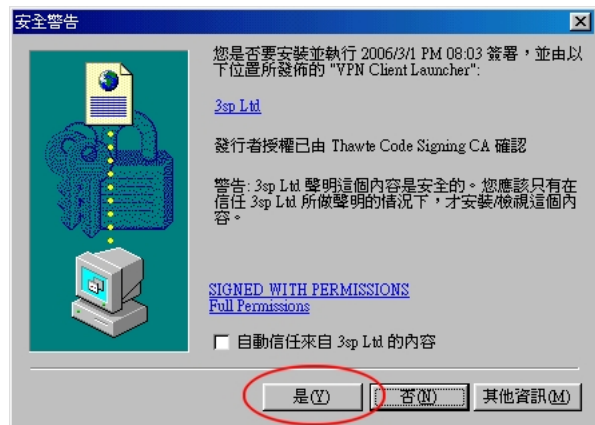 安全警告
您是否要安裝並執行 2006/3/1 PM 08:03 簽署，並由以
下位置所發佈的 "VPN Client Launcher":
3sp Ltd
發行者授權已由 Thawte Code Signing CA 確認
警告: 3sp Ltd 聲明這個內容是安全的。您應該只有在
信任 3sp Ltd 所做聲明的情況下，才安裝/檢視這個內
容。
SIGNED WITH PERMISSIONS
Full Permissions
自動信任來自 3sp Ltd 的內容
是(Y)
否(N)
其他資訊(M)